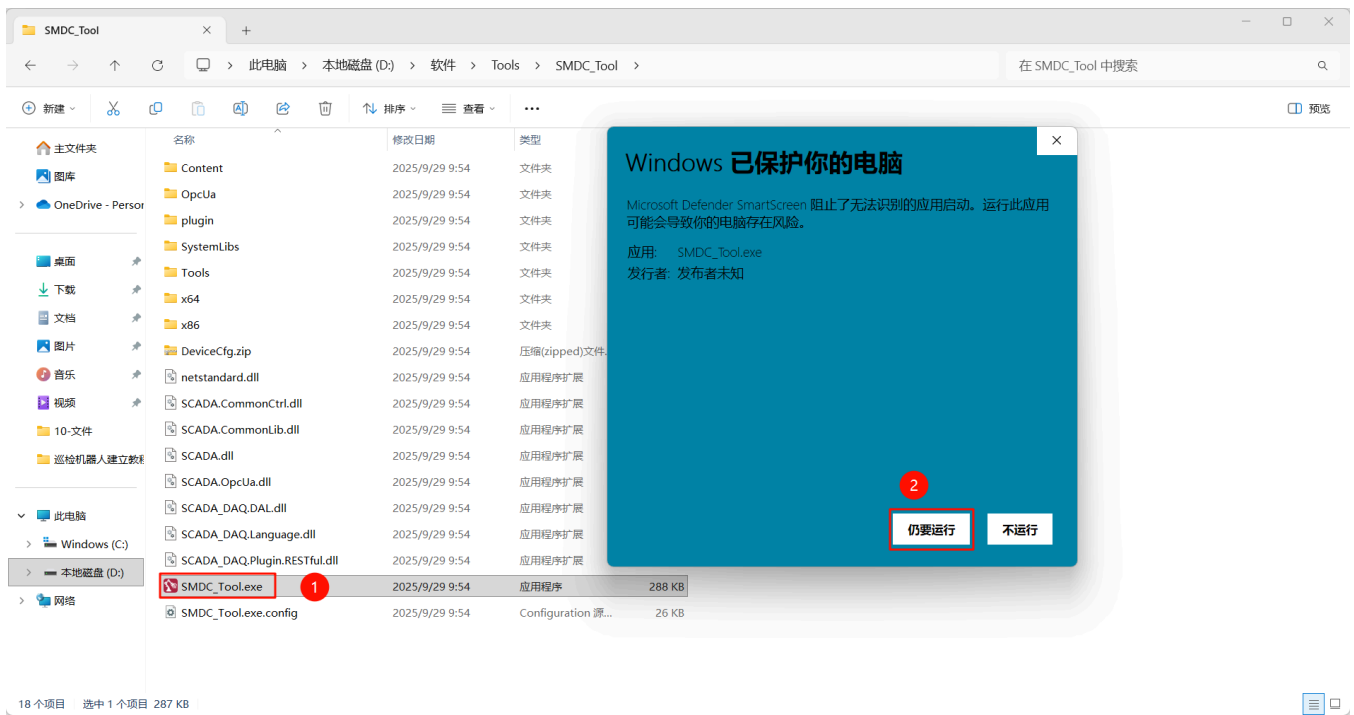 SMDC_Tool
此电脑 > 本地磁盘 (D:) > 软件 > Tools > SMDC_Tool >
在 SMDC_Tool 中搜索
新建
排序
查看
预览
主文件夹
图库
OneDrive - Persor
桌面
下载
文档
图片
音乐
视频
10-文件
巡检机器人建立教程
此电脑
Windows (C:)
本地磁盘 (D:)
网络
名称 修改日期 类型
Content 2025/9/29 9:54 文件夹
OpcUa 2025/9/29 9:54 文件夹
plugin 2025/9/29 9:54 文件夹
SystemLibs 2025/9/29 9:54 文件夹
Tools 2025/9/29 9:54 文件夹
x64 2025/9/29 9:54 文件夹
x86 2025/9/29 9:54 文件夹
DeviceCfg.zip 2025/9/29 9:54 压缩(zipped)文件...
netstandard.dll 2025/9/29 9:54 应用程序扩展
SCADA.CommonCtrl.dll 2025/9/29 9:54 应用程序扩展
SCADA.CommonLib.dll 2025/9/29 9:54 应用程序扩展
SCADA.dll 2025/9/29 9:54 应用程序扩展
SCADA.OpcUa.dll 2025/9/29 9:54 应用程序扩展
SCADA_DAQ.DAL.dll 2025/9/29 9:54 应用程序扩展
SCADA_DAQ.Language.dll 2025/9/29 9:54 应用程序扩展
SCADA_DAQ.Plugin.RESTful.dll 2025/9/29 9:54 应用程序扩展
SMDC_Tool.exe 1 2025/9/29 9:54 应用程序 288 KB
SMDC_Tool.exe.config 2025/9/29 9:54 Configuration 源... 26 KB
Windows 已保护你的电脑
Microsoft Defender SmartScreen 阻止了无法识别的应用启动。运行此应用
可能会导致你的电脑存在风险。
应用: SMDC_Tool.exe
发行者: 发布者未知
2
仍要运行 不运行
18 个项目 选中 1 个项目 287 KB